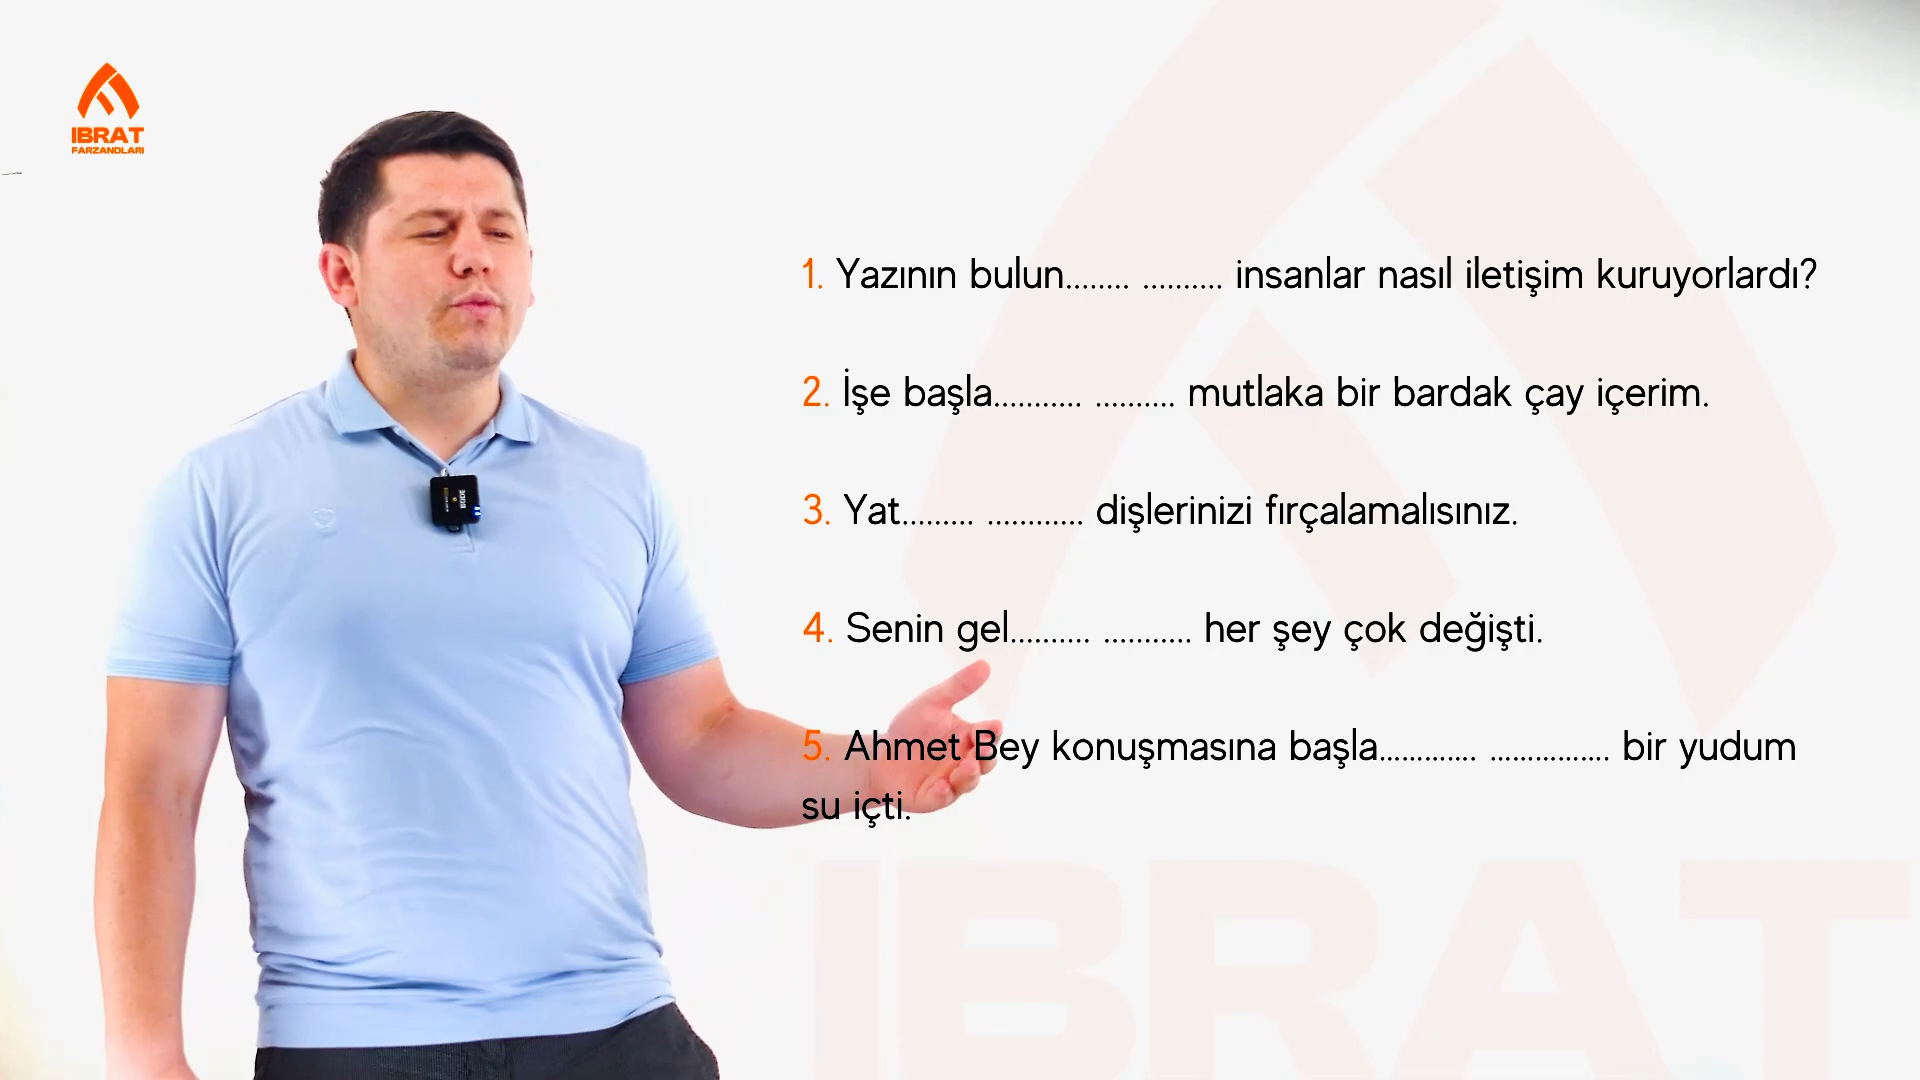 IBRAT
FARZANDLARI
1. Yazının bulun........ .......... insanlar nasıl iletişim kuruyorlardı?
2. İşe başla........... .......... mutlaka bir bardak çay içerim.
3. Yat......... ............ dişlerinizi fırçalamalısınız.
4. Senin gel.......... ........... her şey çok değişti.
5. Ahmet Bey konuşmasına başla............. ............... bir yudum
su içti.
IBRAT